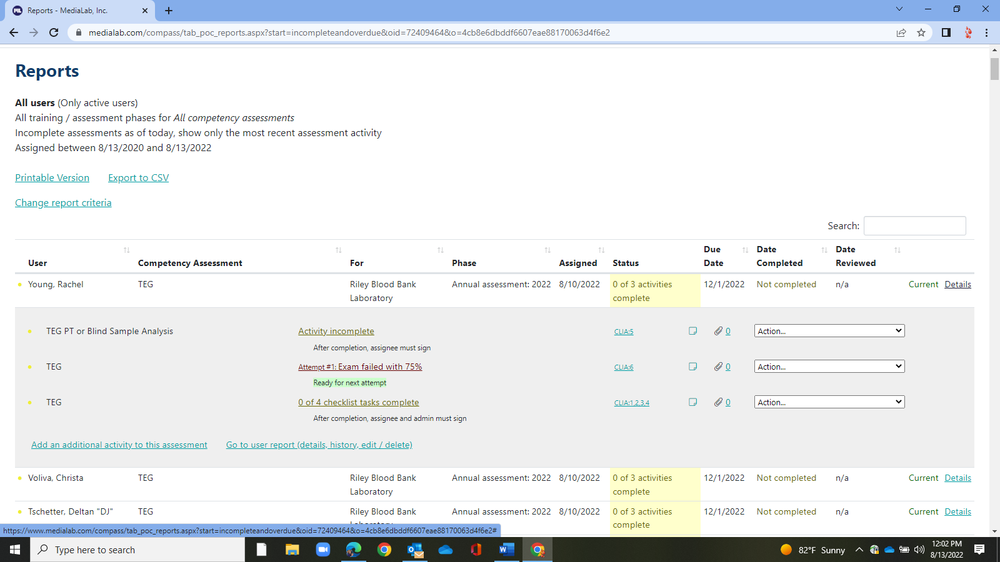 Reports - MediaLab, Inc.
medialab.com/compass/tab_poc_reports.aspx?start=incompleteandoverdue&oid=72409464&o=4cb8e6dbddf6607eae88170063d4f6e2
Reports
All users (Only active users)
All training / assessment phases for All competency assessments
Incomplete assessments as of today, show only the most recent assessment activity
Assigned between 8/13/2020 and 8/13/2022
Printable Version Export to CSV
Change report criteria
Search:
User Competency Assessment For Phase Assigned Status Due Date Date Completed Date Reviewed
Young, Rachel TEG Riley Blood Bank Annual assessment: 2022 8/10/2022 0 of 3 activities 12/1/2022 Not completed n/a Current Details
Laboratory complete
TEG PT or Blind Sample Analysis Activity incomplete CLIA:5 0 Action...
After completion, assignee must sign
TEG Attempt #1: Exam failed with 75% CLIA:6 0 Action...
Ready for next attempt
TEG 0 of 4 checklist tasks complete CLIA:1,2,3,4 0 Action...
After completion, assignee and admin must sign
Add an additional activity to this assessment Go to user report (details, history, edit / delete)
Voliva, Christa TEG Riley Blood Bank Annual assessment: 2022 8/10/2022 0 of 3 activities 12/1/2022 Not completed n/a Current Details
Laboratory complete
Tschetter, Deltan "DJ" TEG Riley Blood Bank Annual assessment: 2022 8/10/2022 0 of 3 activities 12/1/2022 Not completed n/a Current Details
complete
https://www.medialab.com/compass/tab_poc_reports.aspx?start=incompleteandoverdue&oid=72409464&o=4cb8e6dbddf6607eae88170063d4f6e2#
Type here to search
82°F Sunny
12:02 PM
8/13/2022